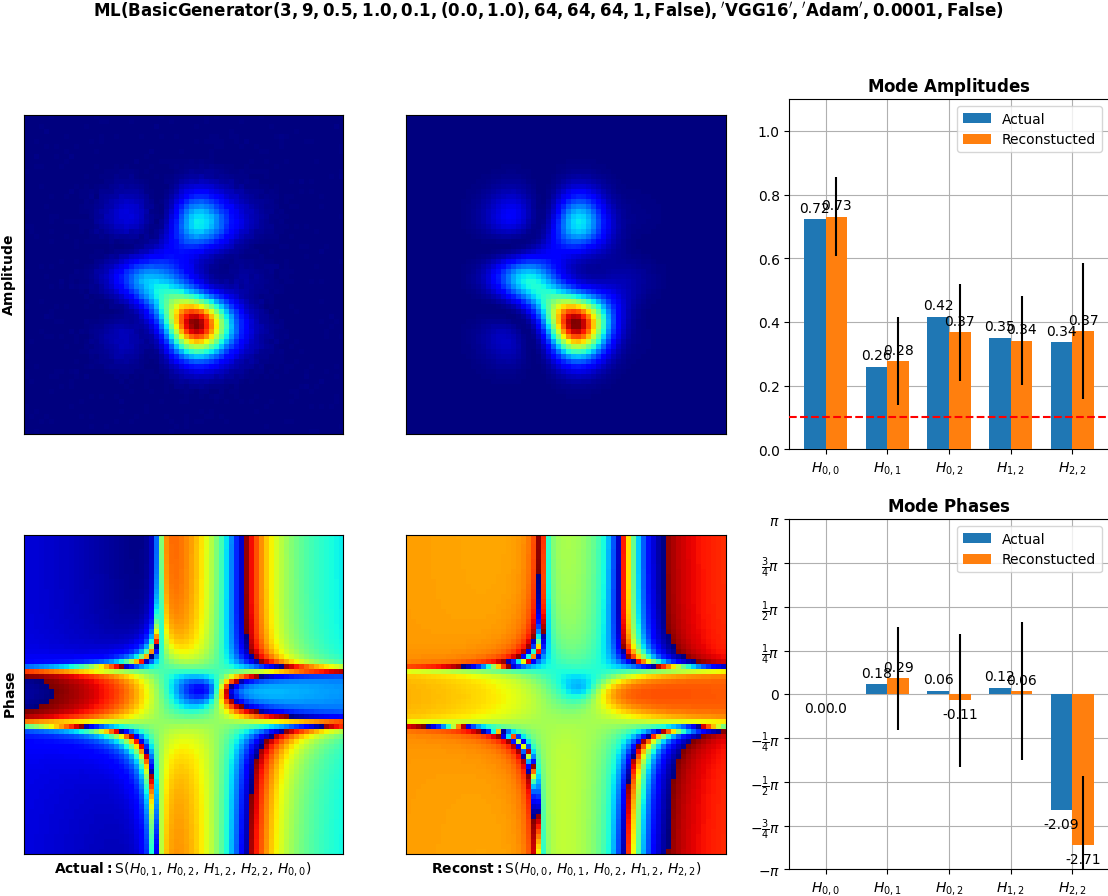 ML(BasicGenerator(3, 9, 0.5, 1.0, 0.1, (0.0, 1.0), 64, 64, 64, 1, False), ′VGG16′, ′Adam′, 0.0001, False)
Amplitude
Mode Amplitudes
Actual
Reconstucted
1.0
0.8
0.6
0.4
0.2
0.0
0.72 0.73
0.26 0.28
0.42 0.37
0.35 0.34
0.34 0.37
H0,0 H0,1 H0,2 H1,2 H2,2
Phase
Actual: S(H0,1, H0,2, H1,2, H2,2, H0,0)
Reconst: S(H0,0, H0,1, H0,2, H1,2, H2,2)
Mode Phases
Actual
Reconstucted
π
3/4π
1/2π
1/4π
0
−1/4π
−1/2π
−3/4π
−π
0.0 0.0
0.18 0.29
0.06 -0.11
0.12 0.06
-2.09 -2.71
H0,0 H0,1 H0,2 H1,2 H2,2